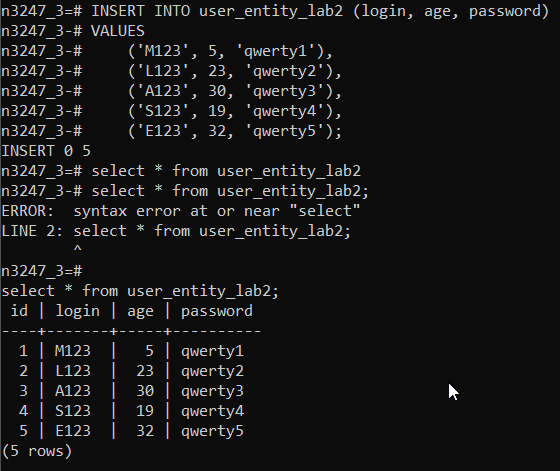 n3247_3=# INSERT INTO user_entity_lab2 (login, age, password)
n3247_3-# VALUES
n3247_3-#     ('M123', 5, 'qwerty1'),
n3247_3-#     ('L123', 23, 'qwerty2'),
n3247_3-#     ('A123', 30, 'qwerty3'),
n3247_3-#     ('S123', 19, 'qwerty4'),
n3247_3-#     ('E123', 32, 'qwerty5');
INSERT 0 5
n3247_3=# select * from user_entity_lab2
n3247_3-# select * from user_entity_lab2;
ERROR:  syntax error at or near "select"
LINE 2: select * from user_entity_lab2;
        ^
n3247_3=#
select * from user_entity_lab2;
 id | login | age | password
----+-------+-----+----------
  1 | M123  |   5 | qwerty1
  2 | L123  |  23 | qwerty2
  3 | A123  |  30 | qwerty3
  4 | S123  |  19 | qwerty4
  5 | E123  |  32 | qwerty5
(5 rows)